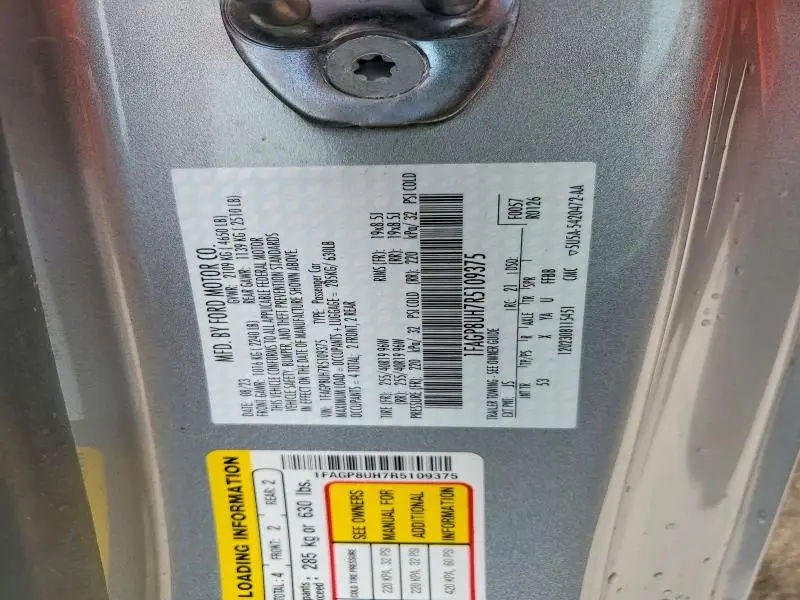 MFD. BY FORD MOTOR CO.
DATE: 08/23 GVWR: 2109 KG ( 4650 LB)
FRONT GAWR: 1016 KG (2240 LB) REAR GAWR: 1139 KG (2510 LB)
THIS VEHICLE CONFORMS TO ALL APPLICABLE FEDERAL MOTOR
VEHICLE SAFETY, BUMPER, AND THEFT PREVENTION STANDARDS
IN EFFECT ON THE DATE OF MANUFACTURE SHOWN ABOVE.
VIN: 1FAGP8UH7R5109375 TYPE: Passenger Car
MAXIMUM LOAD = OCCUPANTS + LUGGAGE = 285KG/ 630LB
OCCUPANTS = 4 TOTAL; 2 FRONT, 2 REAR
TIRE (FR): 255/40R19 96W RIMS (FR): 19x8.5J
(RR): 255/40R19 96W (RR): 19x8.5J
PRESSURE (FR): 220 kPa/ 32 PSI COLD (RR): 220 kPa/ 32 PSI COLD
1FAGP8UH7R5109375
TRAILER TOWING - SEE OWNER GUIDE
F0057
R0126
EXT PNT: JS RC: 21 DSO:
INT TR TP/PS R AXLE TR SPR
53 X YA U FFBB
1202308115451 CMC ▽5U5A-5420472-AA
1FAGP8UH7R5109375
LOADING INFORMATION
TOTAL: 4 FRONT: 2 REAR: 2
285 kg or 630 lbs.
COLD TIRE PRESSURE
220 KPA, 32 PSI
220 KPA, 32 PSI
420 KPA, 60 PSI
SEE OWNERS
MANUAL FOR
ADDITIONAL
INFORMATION